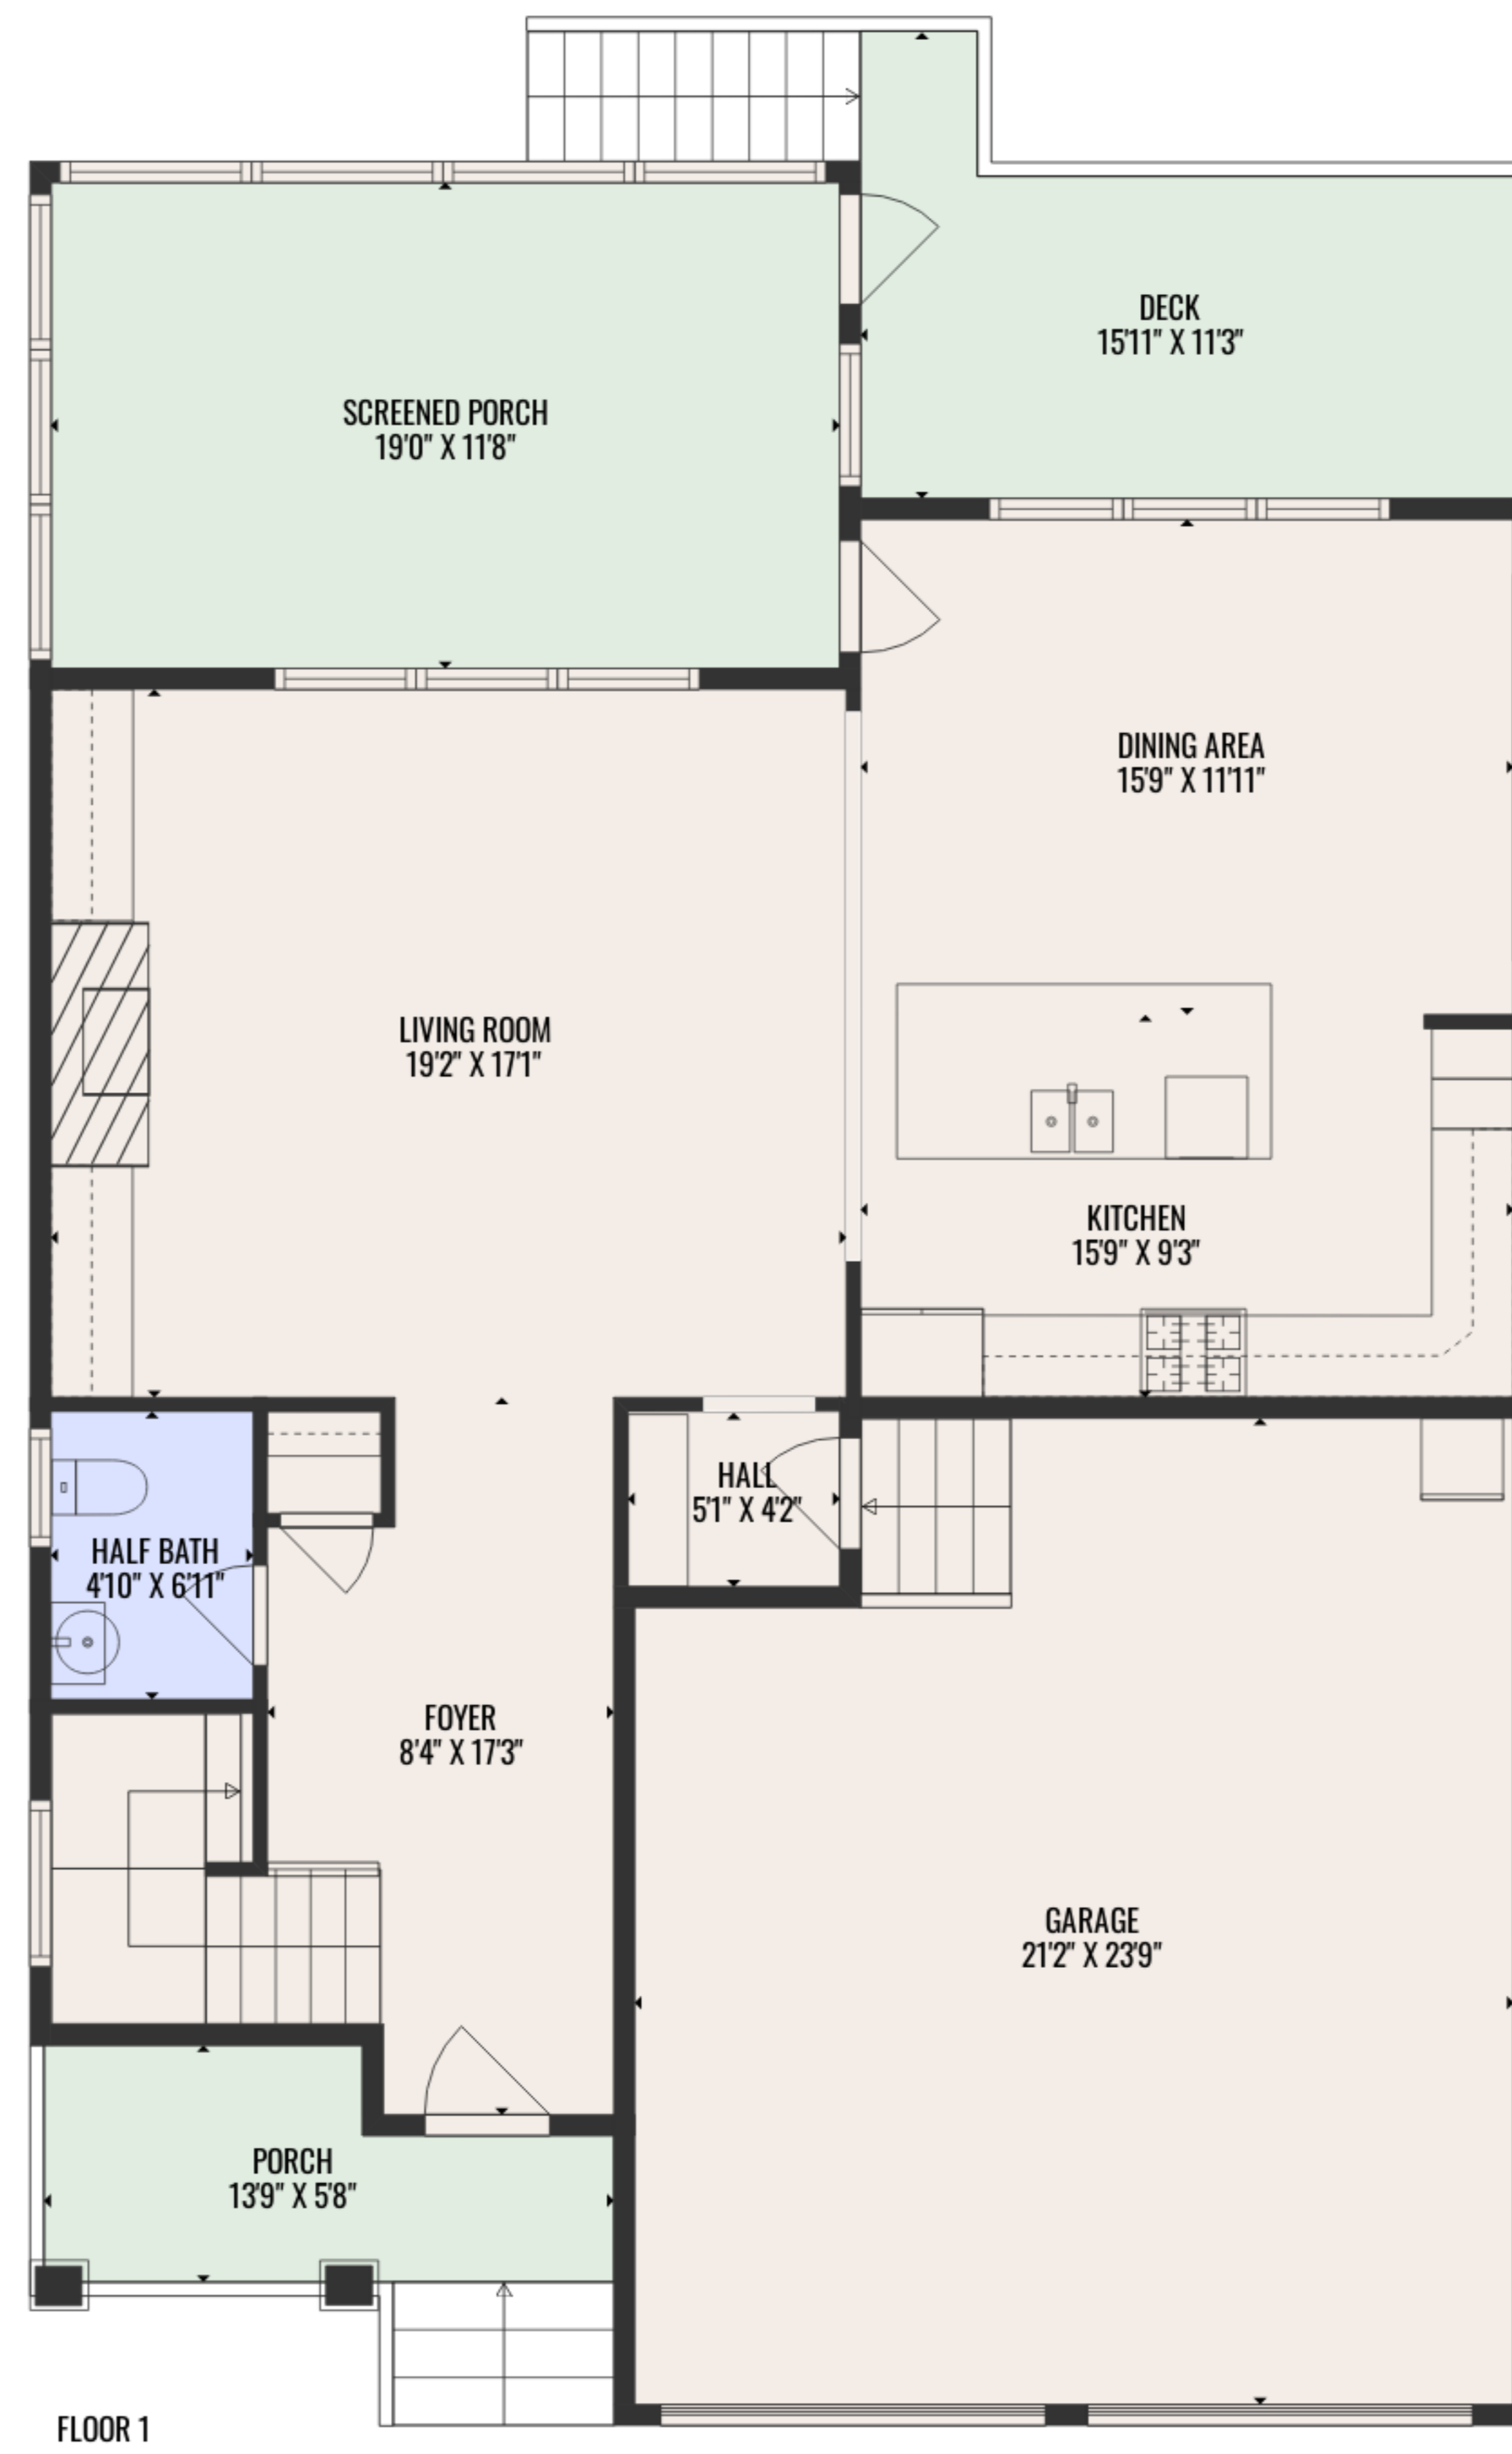 DECK
15'11" X 11'3"
SCREENED PORCH
19'0" X 11'8"
DINING AREA
15'9" X 11'11"
LIVING ROOM
19'2" X 17'1"
KITCHEN
15'9" X 9'3"
HALL
5'1" X 4'2"
HALF BATH
4'10" X 6'11"
FOYER
8'4" X 17'3"
GARAGE
21'2" X 23'9"
PORCH
13'9" X 5'8"
FLOOR 1